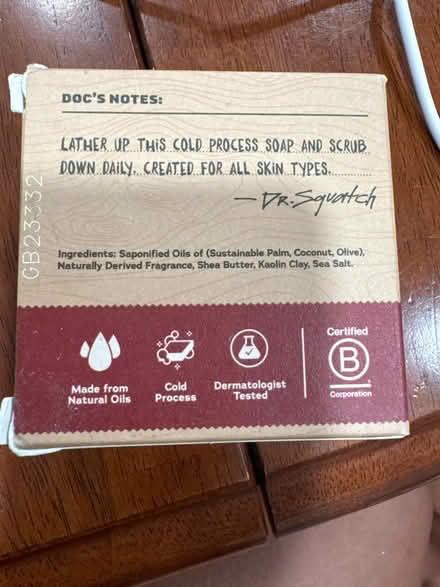 DOC'S NOTES:
LATHER UP THIS COLD PROCESS SOAP AND SCRUB
DOWN DAILY. CREATED FOR ALL SKIN TYPES.
— DR. Squatch
GB23332
Ingredients: Saponified Oils of (Sustainable Palm, Coconut, Olive),
Naturally Derived Fragrance, Shea Butter, Kaolin Clay, Sea Salt.
Made from
Natural Oils
Cold
Process
Dermatologist
Tested
Certified
B
Corporation